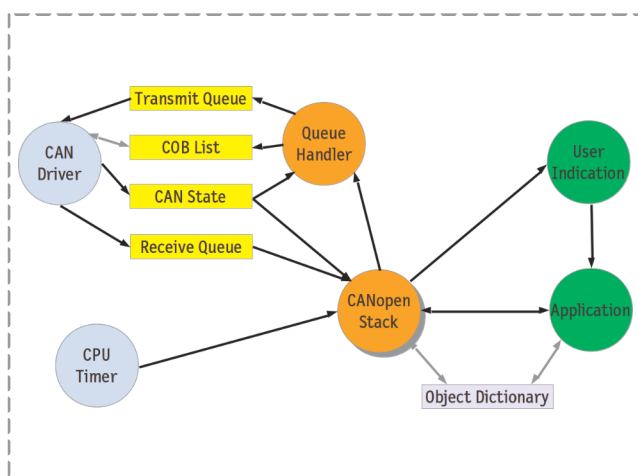 Transmit Queue
COB List
CAN State
Receive Queue
CAN
Driver
Queue
Handler
User
Indication
CANopen
Stack
Application
CPU
Timer
Object Dictionary